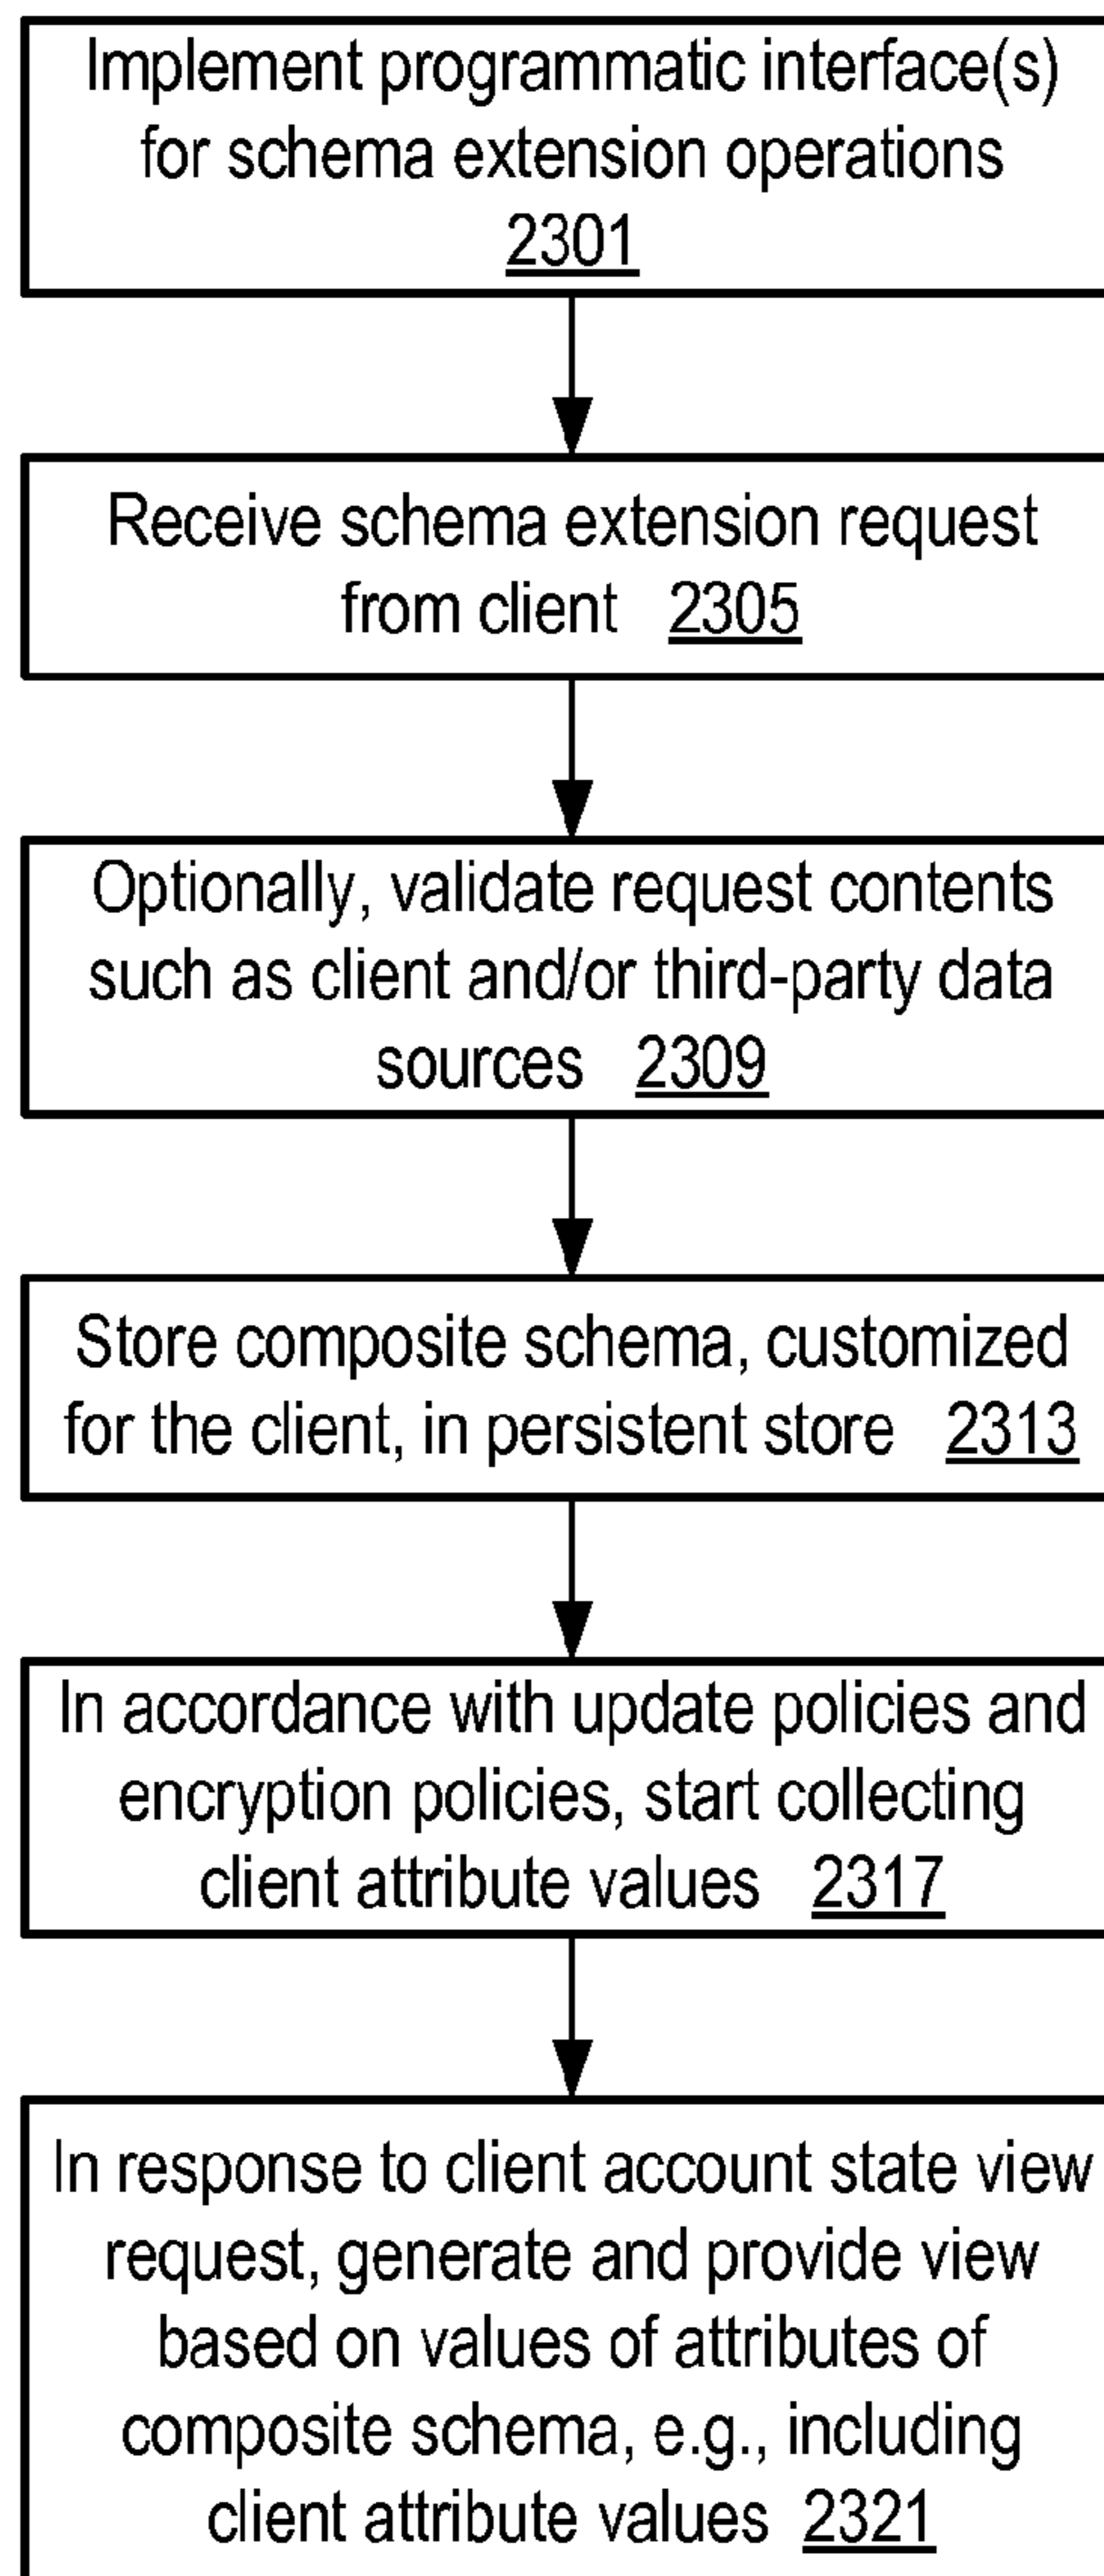 Implement programmatic interface(s)
for schema extension operations
2301
Receive schema extension request
from client 2305
Optionally, validate request contents
such as client and/or third-party data
sources 2309
Store composite schema, customized
for the client, in persistent store 2313
In accordance with update policies and
encryption policies, start collecting
client attribute values 2317
In response to client account state view
request, generate and provide view
based on values of attributes of
composite schema, e.g., including
client attribute values 2321